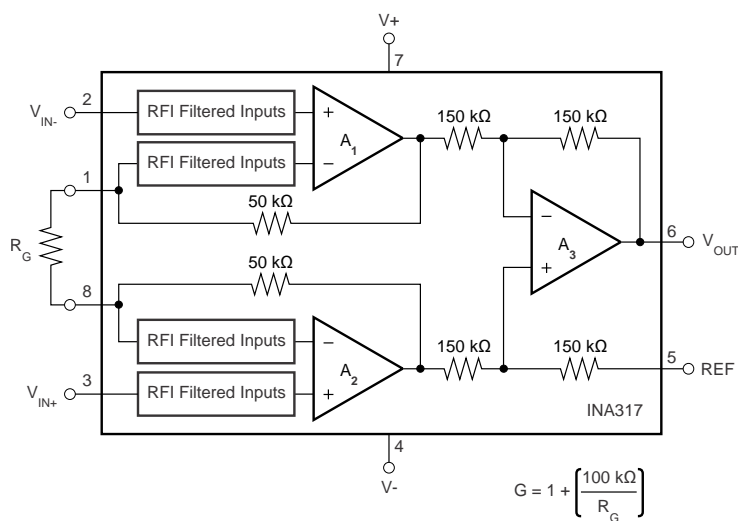 V+
7
V_IN- 2 RFI Filtered Inputs + A_1 150 kΩ 150 kΩ
1 RFI Filtered Inputs −
50 kΩ
R_G
− A_3 6 V_OUT
+
50 kΩ
8 RFI Filtered Inputs − A_2 150 kΩ 150 kΩ 5 REF
V_IN+ 3 RFI Filtered Inputs +
INA317
4
V-
G = 1 + [100 kΩ / R_G]